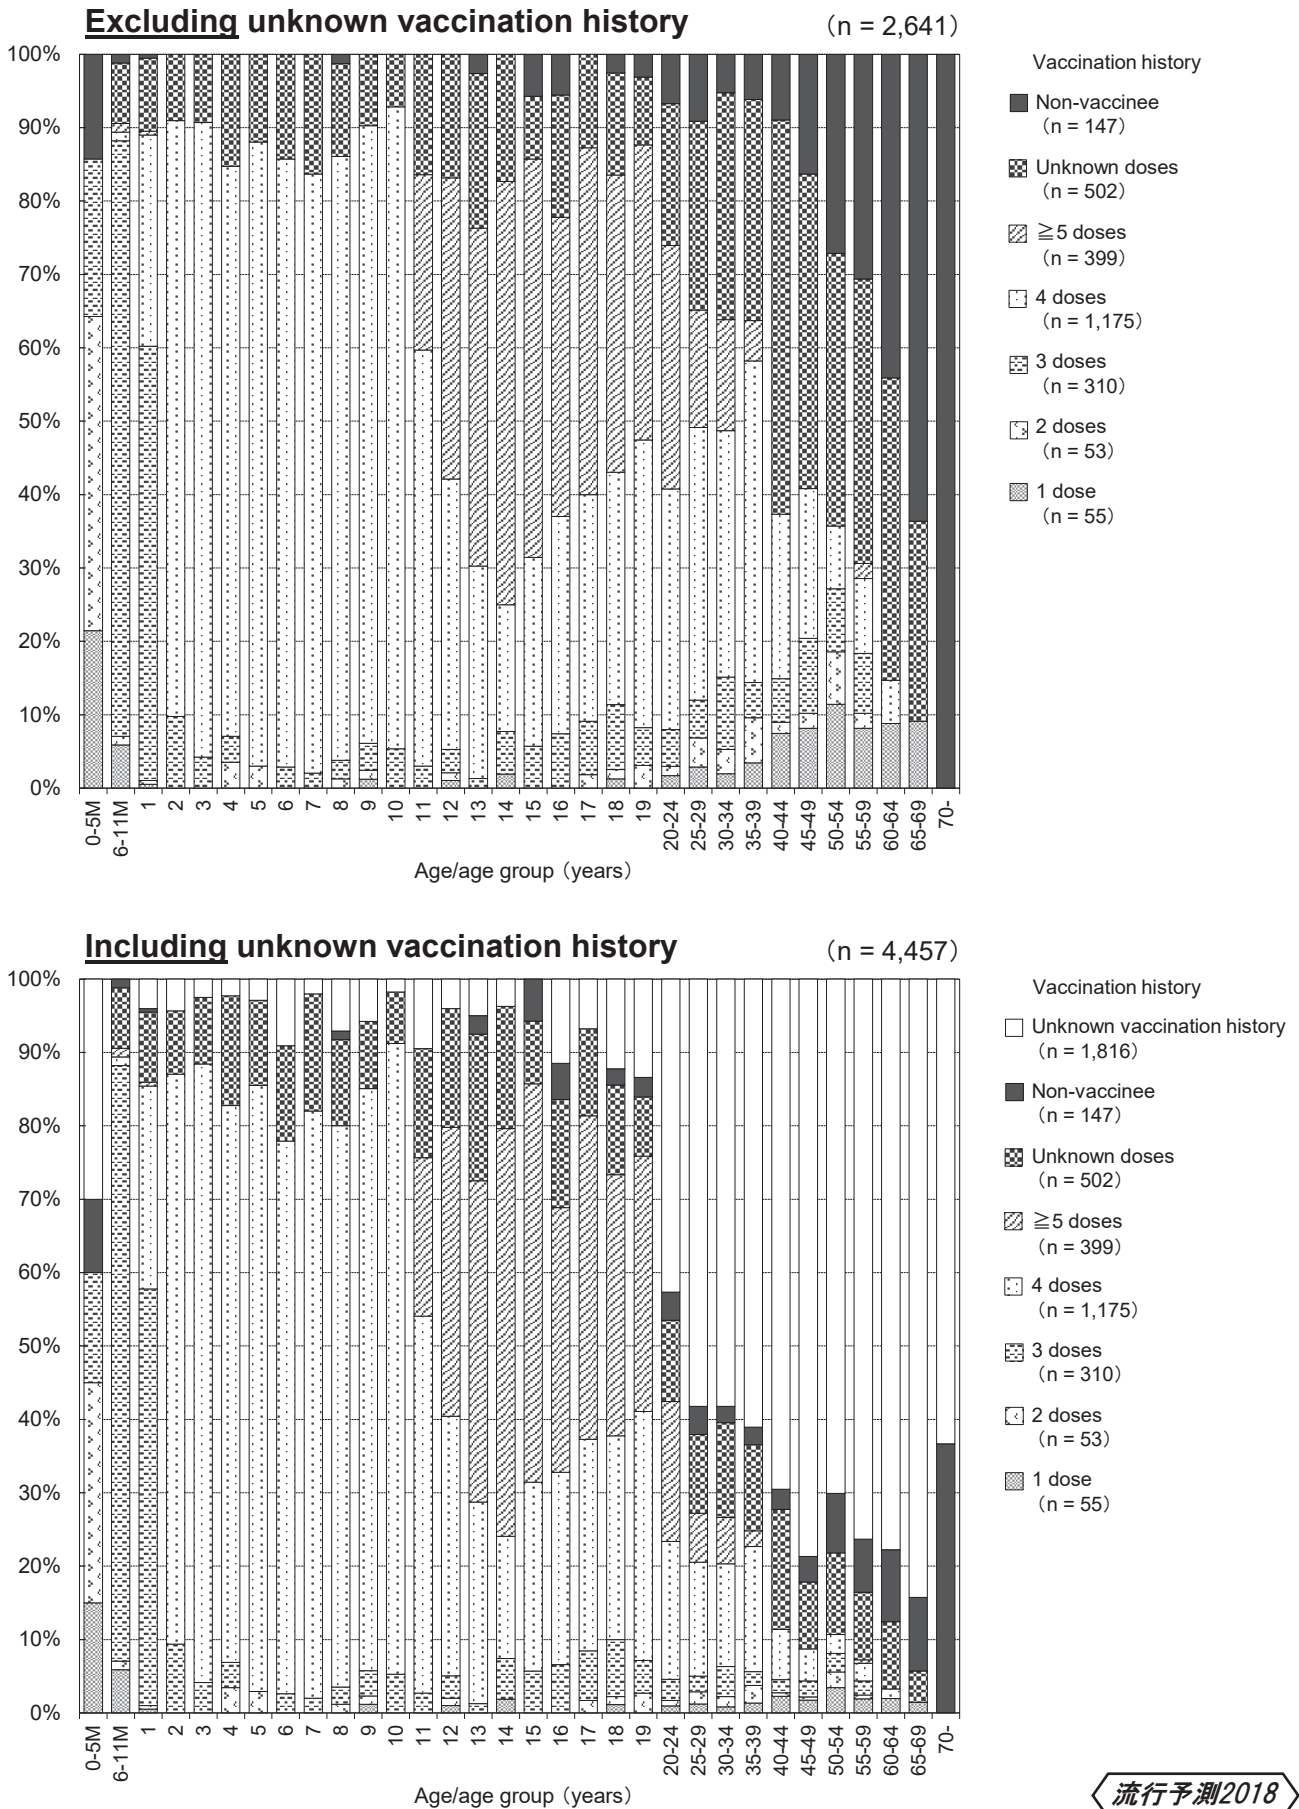 Excluding unknown vaccination history
（n = 2,641）
100%
90%
80%
70%
60%
50%
40%
30%
20%
10%
0%
0-5M
6-11M
1
2
3
4
5
6
7
8
9
10
11
12
13
14
15
16
17
18
19
20-24
25-29
30-34
35-39
40-44
45-49
50-54
55-59
60-64
65-69
70-
Age/age group（years）
Vaccination history
Non-vaccinee
（n = 147）
Unknown doses
（n = 502）
≧5 doses
（n = 399）
4 doses
（n = 1,175）
3 doses
（n = 310）
2 doses
（n = 53）
1 dose
（n = 55）
Including unknown vaccination history
（n = 4,457）
100%
90%
80%
70%
60%
50%
40%
30%
20%
10%
0%
0-5M
6-11M
1
2
3
4
5
6
7
8
9
10
11
12
13
14
15
16
17
18
19
20-24
25-29
30-34
35-39
40-44
45-49
50-54
55-59
60-64
65-69
70-
Age/age group（years）
Vaccination history
Unknown vaccination history
（n = 1,816）
Non-vaccinee
（n = 147）
Unknown doses
（n = 502）
≧5 doses
（n = 399）
4 doses
（n = 1,175）
3 doses
（n = 310）
2 doses
（n = 53）
1 dose
（n = 55）
流行予測2018